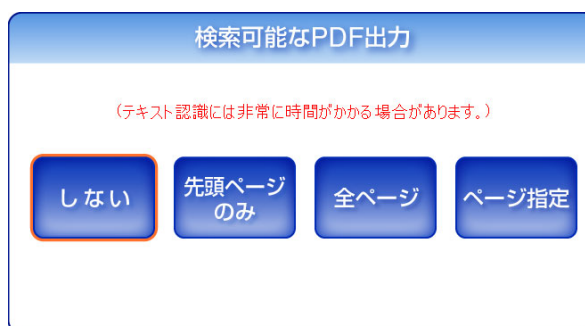 検索可能なPDF出力
（テキスト認識には非常に時間がかかる場合があります。）
しない
先頭ページ
のみ
全ページ
ページ指定